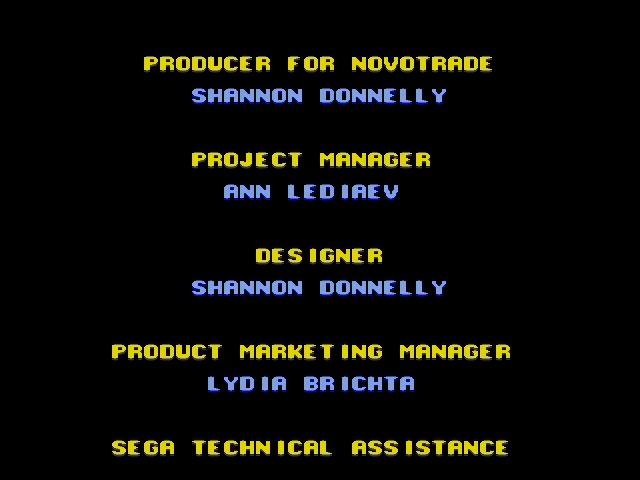 PRODUCER FOR NOVOTRADE
SHANNON DONNELLY
PROJECT MANAGER
ANN LEDIAEV
DESIGNER
SHANNON DONNELLY
PRODUCT MARKETING MANAGER
LYDIA BRICHTA
SEGA TECHNICAL ASSISTANCE